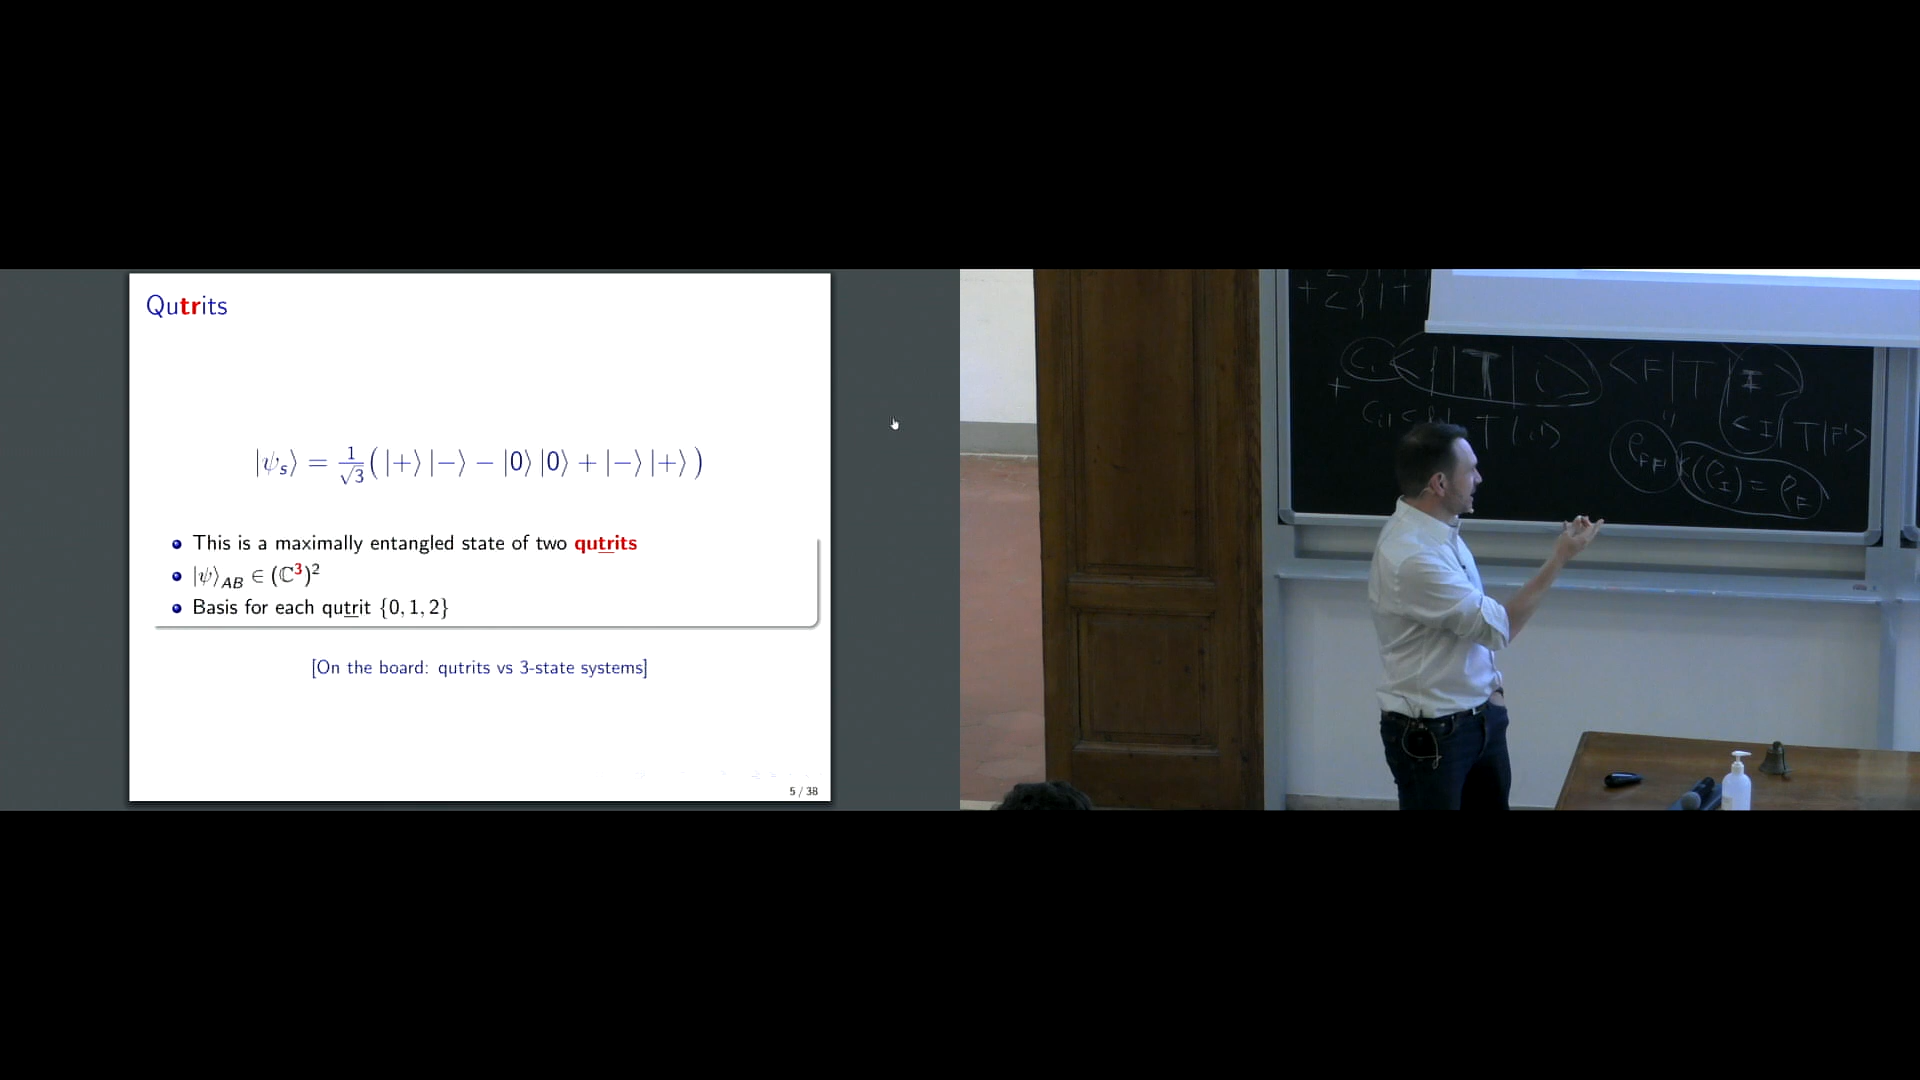 Qutrits
|ψₛ⟩ = 1/√3 ( |+⟩ |−⟩ − |0⟩ |0⟩ + |−⟩ |+⟩ )
This is a maximally entangled state of two qutrits
|ψ⟩_AB ∈ (ℂ³)²
Basis for each qutrit {0, 1, 2}
[On the board: qutrits vs 3-state systems]
5 / 38
⟨F|T|I⟩
⟨I|T|F'⟩